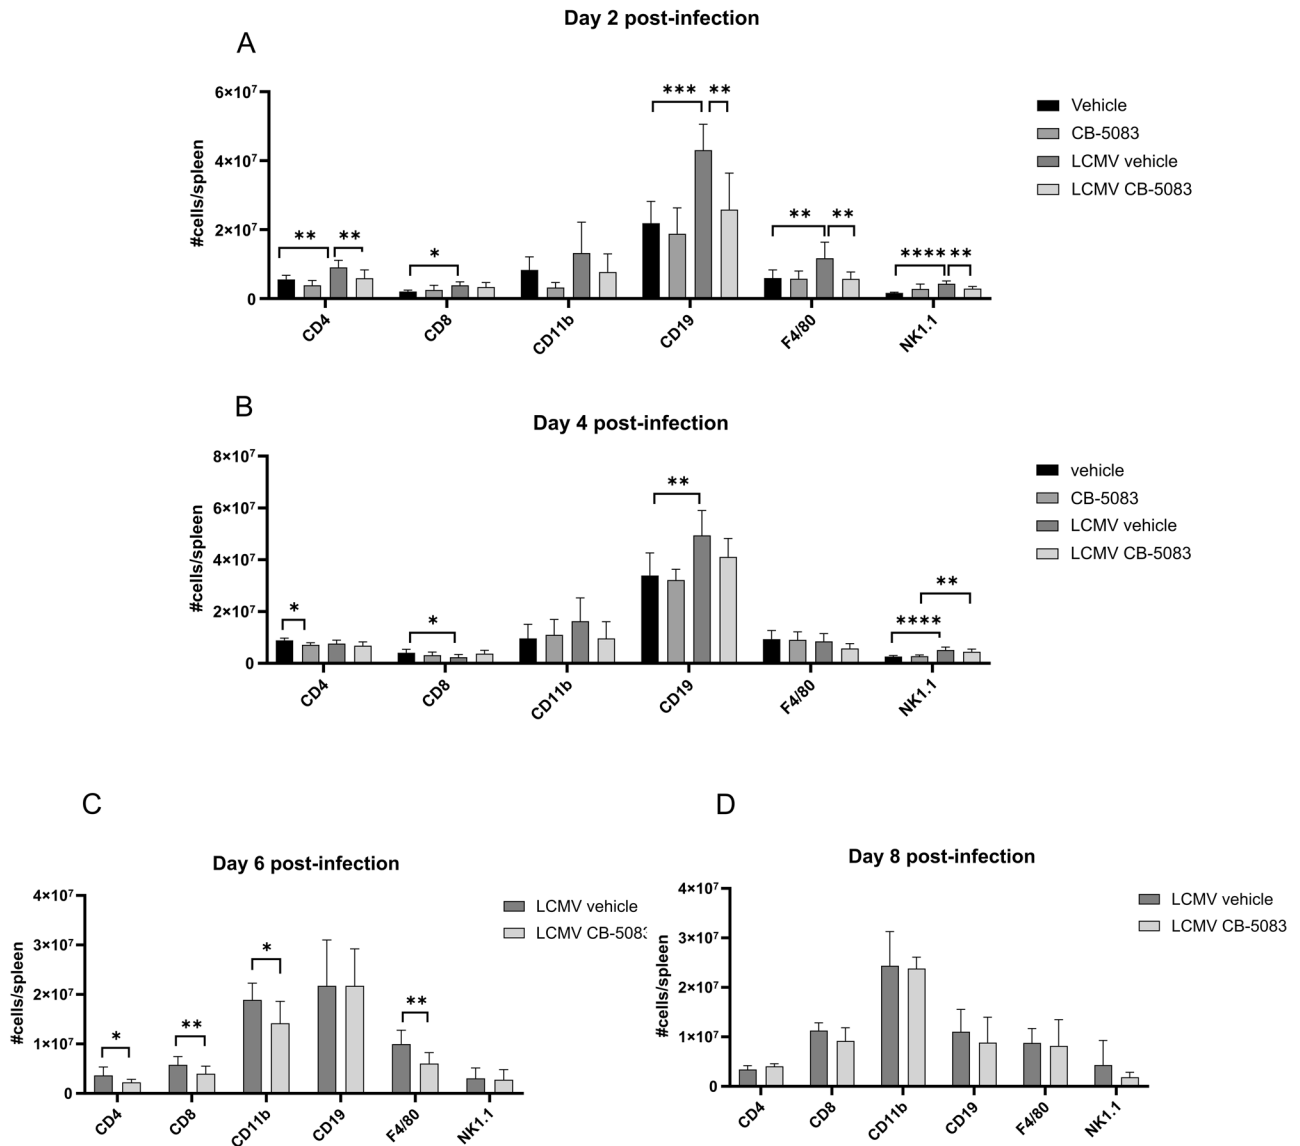 Day 2 post-infection
A
#cells/spleen
6×10⁷
4×10⁷
2×10⁷
0
** ** * *** ** ** ** **** **
CD4 CD8 CD11b CD19 F4/80 NK1.1
Vehicle
CB-5083
LCMV vehicle
LCMV CB-5083
B
Day 4 post-infection
#cells/spleen
8×10⁷
6×10⁷
4×10⁷
2×10⁷
0
* * ** **** **
CD4 CD8 CD11b CD19 F4/80 NK1.1
vehicle
CB-5083
LCMV vehicle
LCMV CB-5083
C
Day 6 post-infection
#cells/spleen
4×10⁷
3×10⁷
2×10⁷
1×10⁷
0
* ** * **
CD4 CD8 CD11b CD19 F4/80 NK1.1
LCMV vehicle
LCMV CB-508
D
Day 8 post-infection
#cells/spleen
4×10⁷
3×10⁷
2×10⁷
1×10⁷
0
CD4 CD8 CD11b CD19 F4/80 NK1.1
LCMV vehicle
LCMV CB-5083